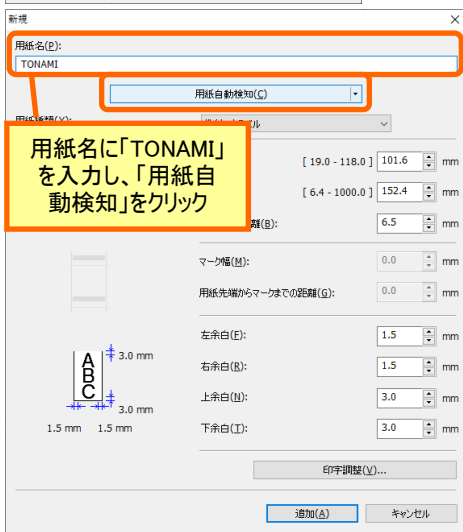 新規
用紙名(P):
TONAMI
用紙自動検知(C)
用紙名に「TONAMI」
を入力し、「用紙自
動検知」をクリック
[ 19.0 - 118.0 ] 101.6 mm
[ 6.4 - 1000.0 ] 152.4 mm
(B): 6.5 mm
マーク幅(M): 0.0 mm
用紙先端からマークまでの距離(G): 0.0 mm
左余白(F): 1.5 mm
右余白(R): 1.5 mm
上余白(N): 3.0 mm
下余白(T): 3.0 mm
A
B
C
3.0 mm
3.0 mm
1.5 mm 1.5 mm
印字調整(V)...
追加(A) キャンセル